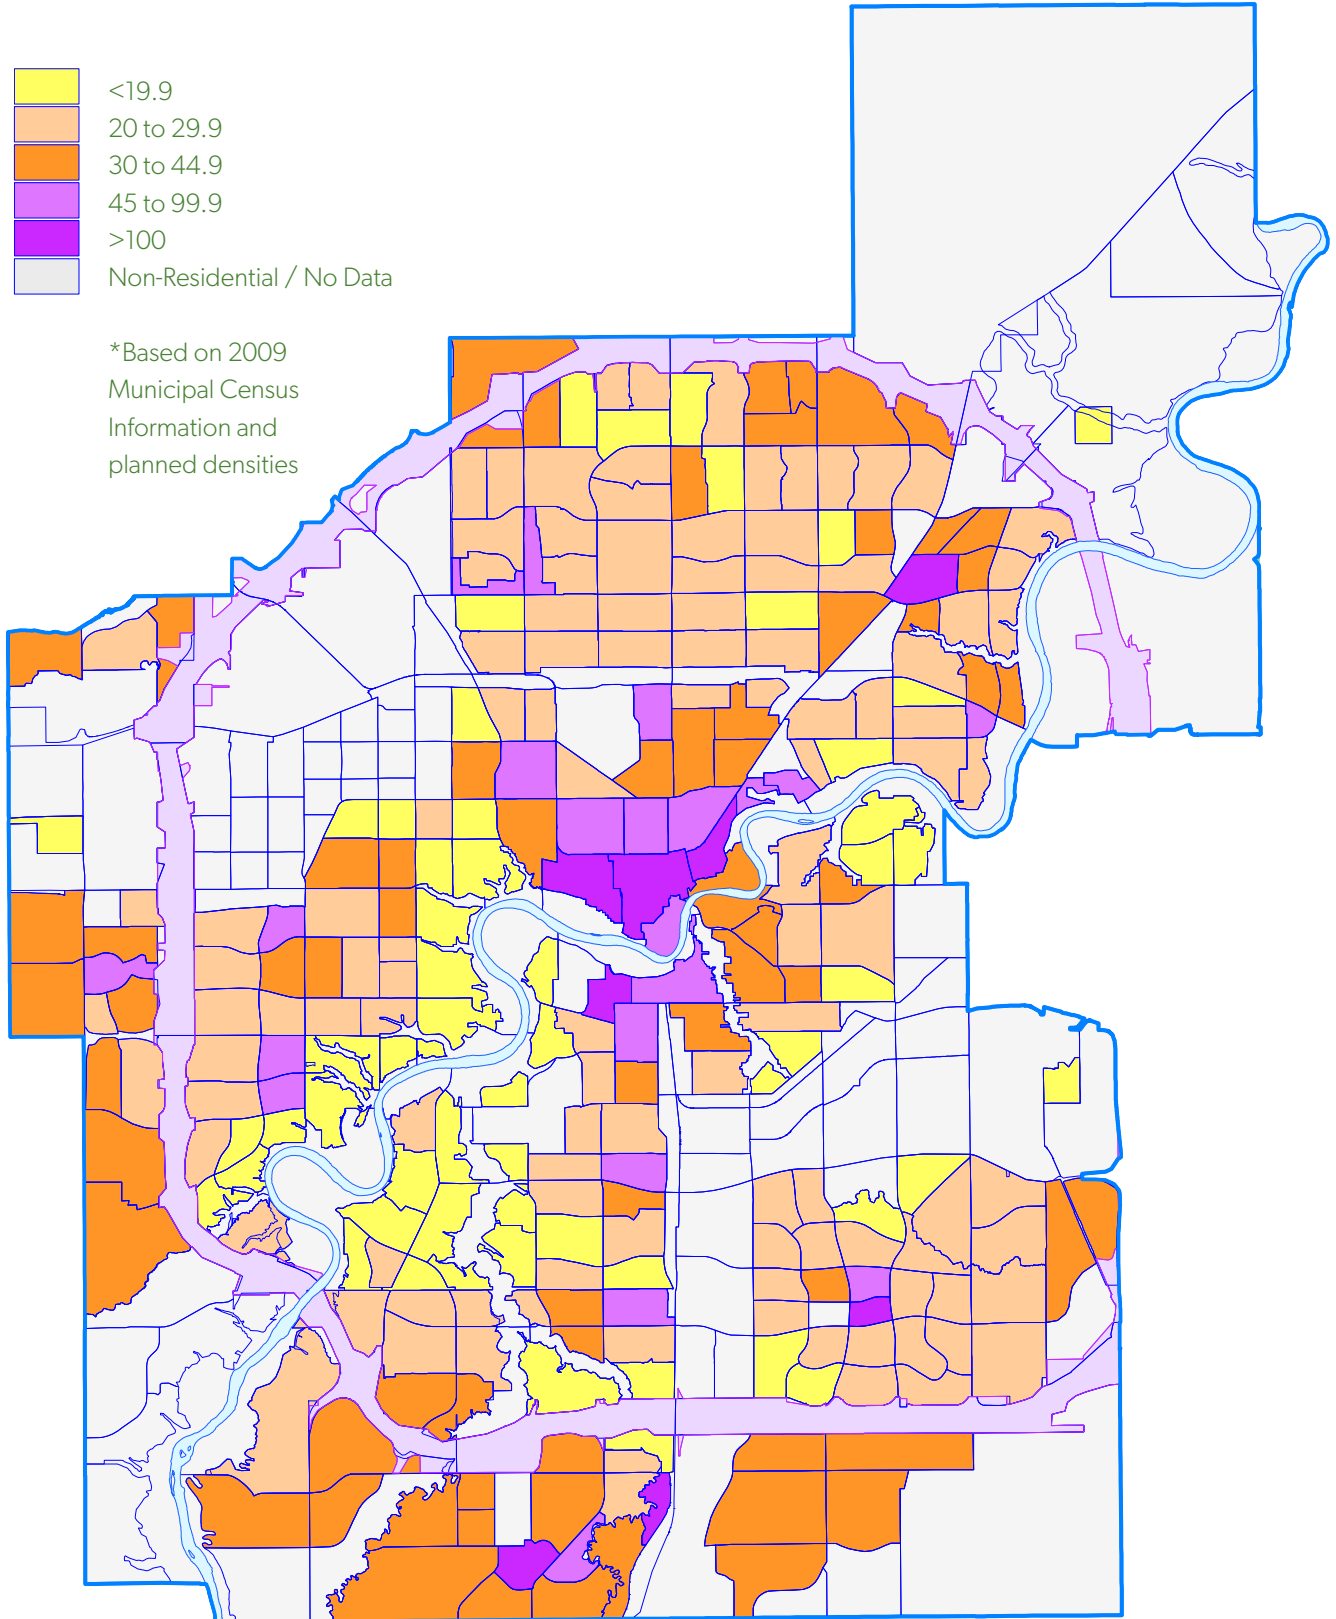 <19.9
20 to 29.9
30 to 44.9
45 to 99.9
>100
Non-Residential / No Data
*Based on 2009
Municipal Census
Information and
planned densities